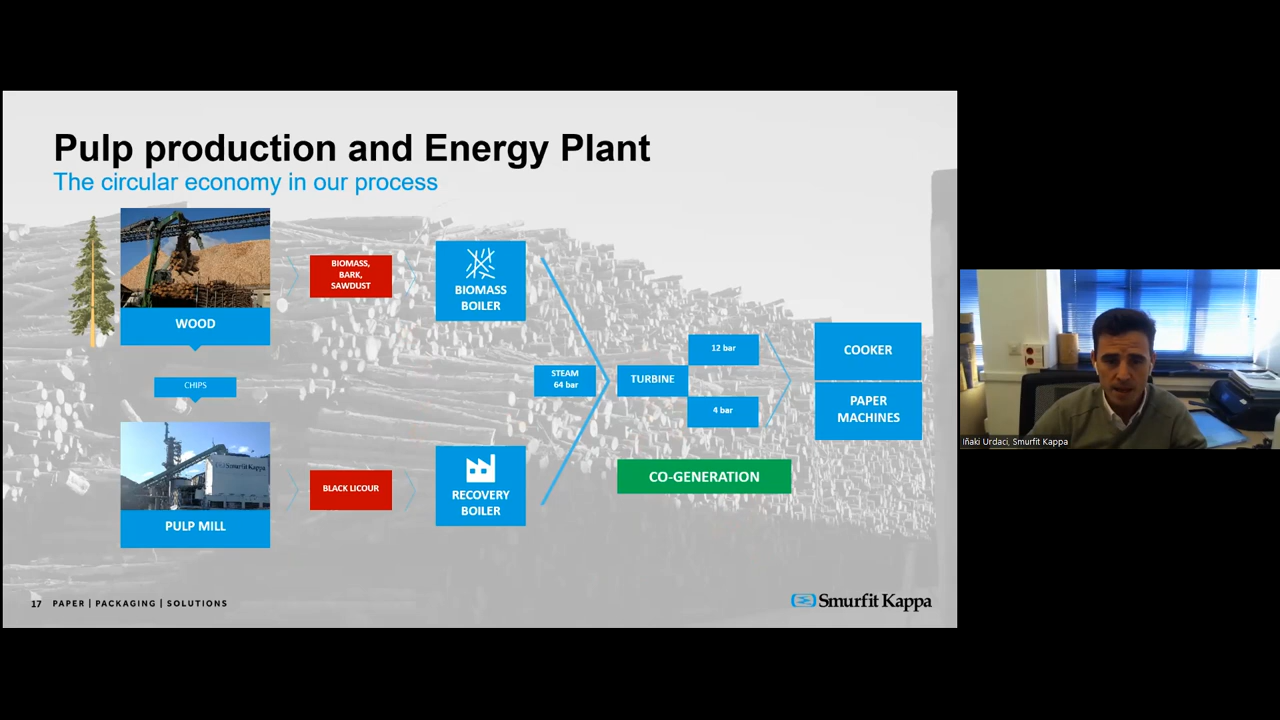 Pulp production and Energy Plant
The circular economy in our process
WOOD
CHIPS
PULP MILL
BIOMASS,
BARK,
SAWDUST
BLACK LICOUR
BIOMASS
BOILER
RECOVERY
BOILER
STEAM
64 bar
TURBINE
12 bar
4 bar
CO-GENERATION
COOKER
PAPER
MACHINES
Smurfit Kappa
17 PAPER | PACKAGING | SOLUTIONS
Smurfit Kappa
Iñaki Urdaci, Smurfit Kappa